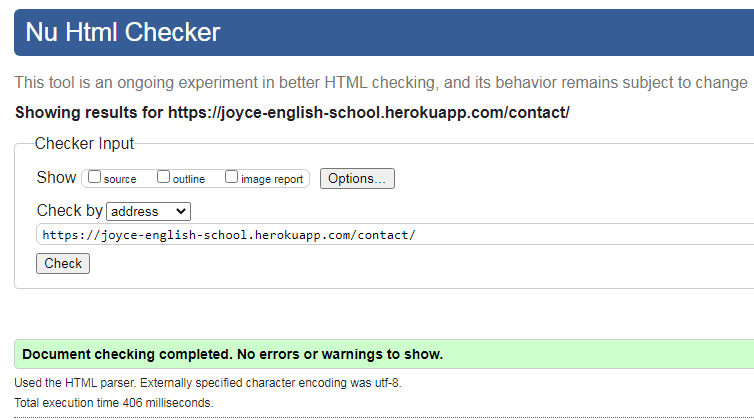 Nu Html Checker
This tool is an ongoing experiment in better HTML checking, and its behavior remains subject to change
Showing results for https://joyce-english-school.herokuapp.com/contact/
Checker Input
Show source outline image report Options...
Check by address
https://joyce-english-school.herokuapp.com/contact/
Check
Document checking completed. No errors or warnings to show.
Used the HTML parser. Externally specified character encoding was utf-8.
Total execution time 406 milliseconds.